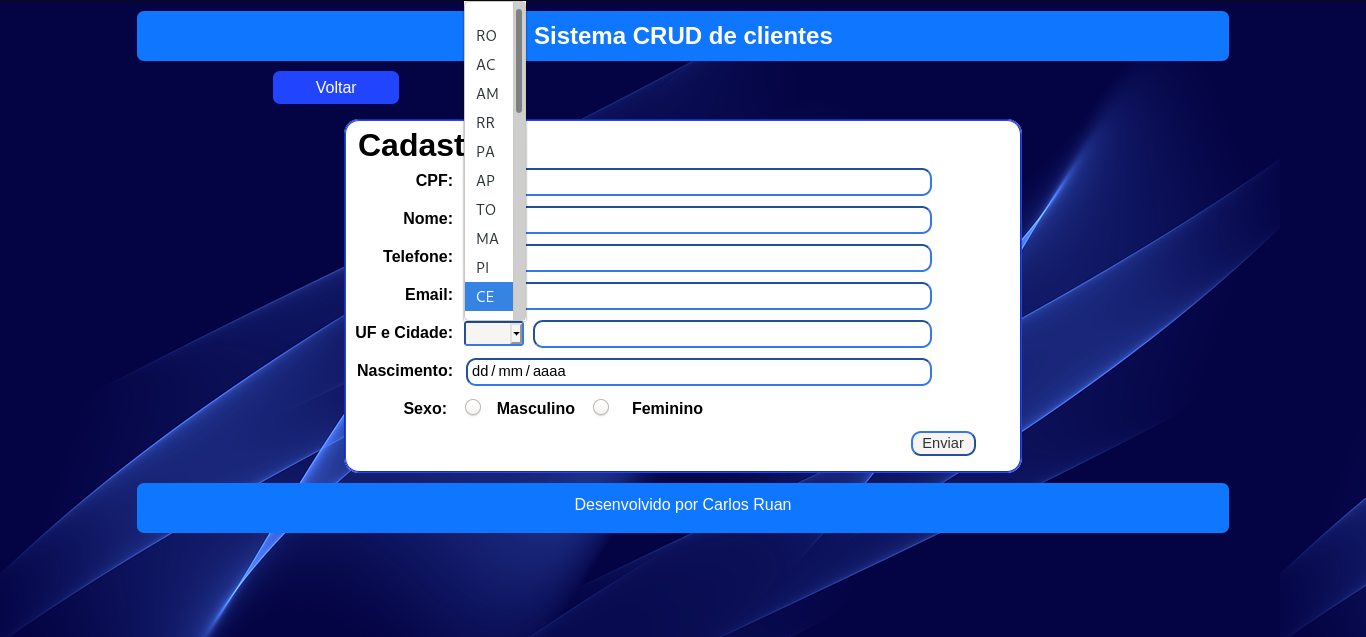 Sistema CRUD de clientes
Voltar
Cadast
CPF:
Nome:
Telefone:
Email:
UF e Cidade:
RO
AC
AM
RR
PA
AP
TO
MA
PI
CE
Nascimento: dd / mm / aaaa
Sexo: Masculino Feminino
Enviar
Desenvolvido por Carlos Ruan